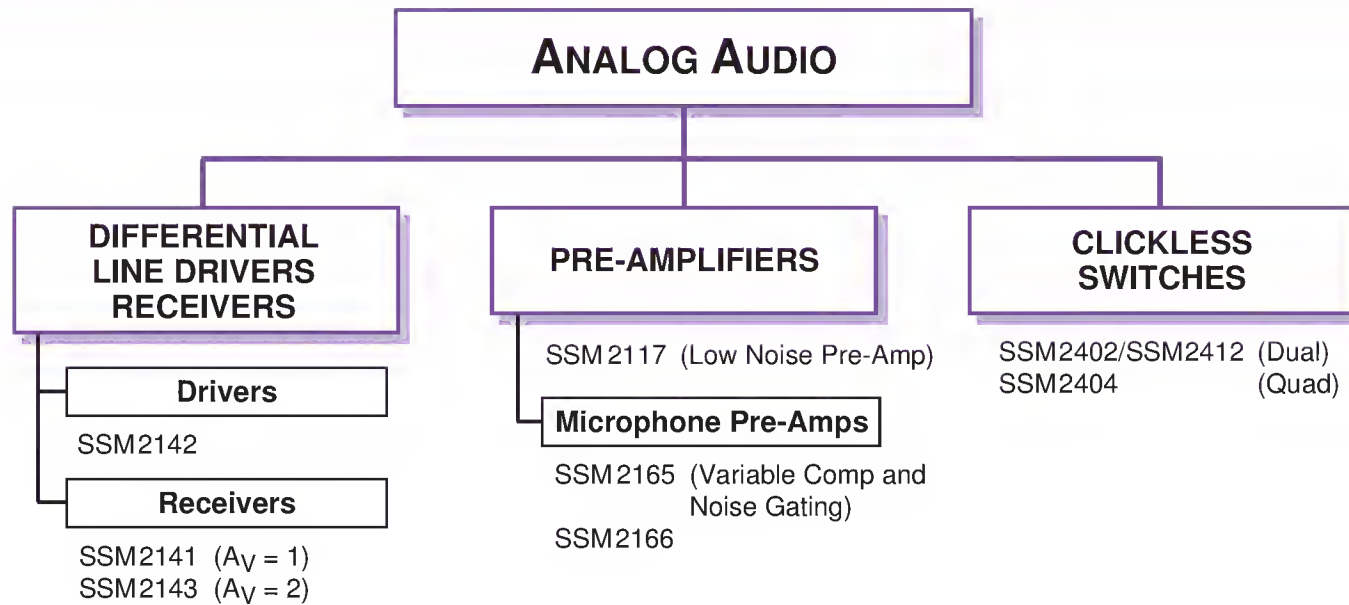 ANALOG AUDIO
DIFFERENTIAL
LINE DRIVERS
RECEIVERS
Drivers
SSM2142
Receivers
SSM2141 (AV = 1)
SSM2143 (AV = 2)
PRE-AMPLIFIERS
SSM2117 (Low Noise Pre-Amp)
Microphone Pre-Amps
SSM2165 (Variable Comp and
Noise Gating)
SSM2166
CLICKLESS
SWITCHES
SSM2402/SSM2412 (Dual)
SSM2404 (Quad)